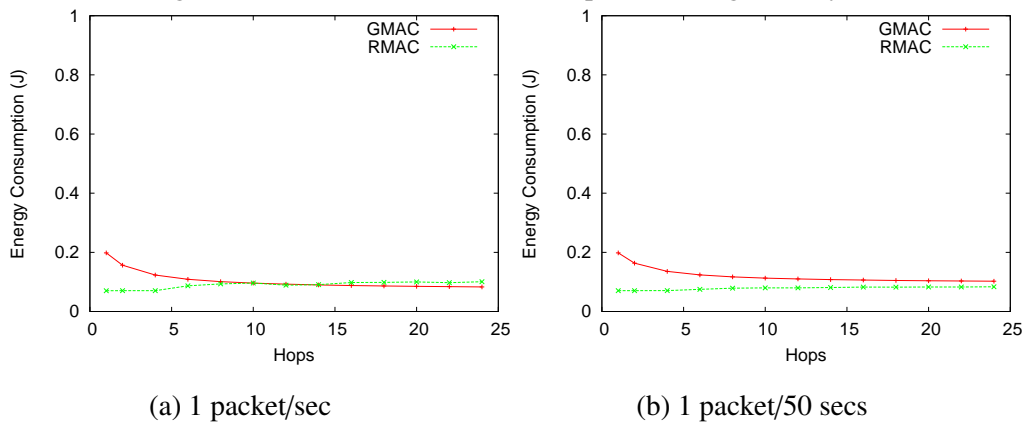 1
0.8
0.6
0.4
0.2
0
0 5 10 15 20 25
Energy Consumption (J)
Hops
GMAC
RMAC
(a) 1 packet/sec
1
0.8
0.6
0.4
0.2
0
0 5 10 15 20 25
Energy Consumption (J)
Hops
GMAC
RMAC
(b) 1 packet/50 secs